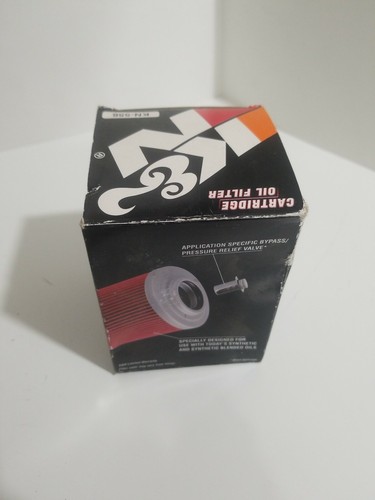 K&N
®
CARTRIDGE
OIL FILTER
APPLICATION SPECIFIC BYPASS/
PRESSURE RELIEF VALVE*
SPECIALLY DESIGNED FOR
USE WITH TODAY'S SYNTHETIC
AND SYNTHETIC BLENDED OILS